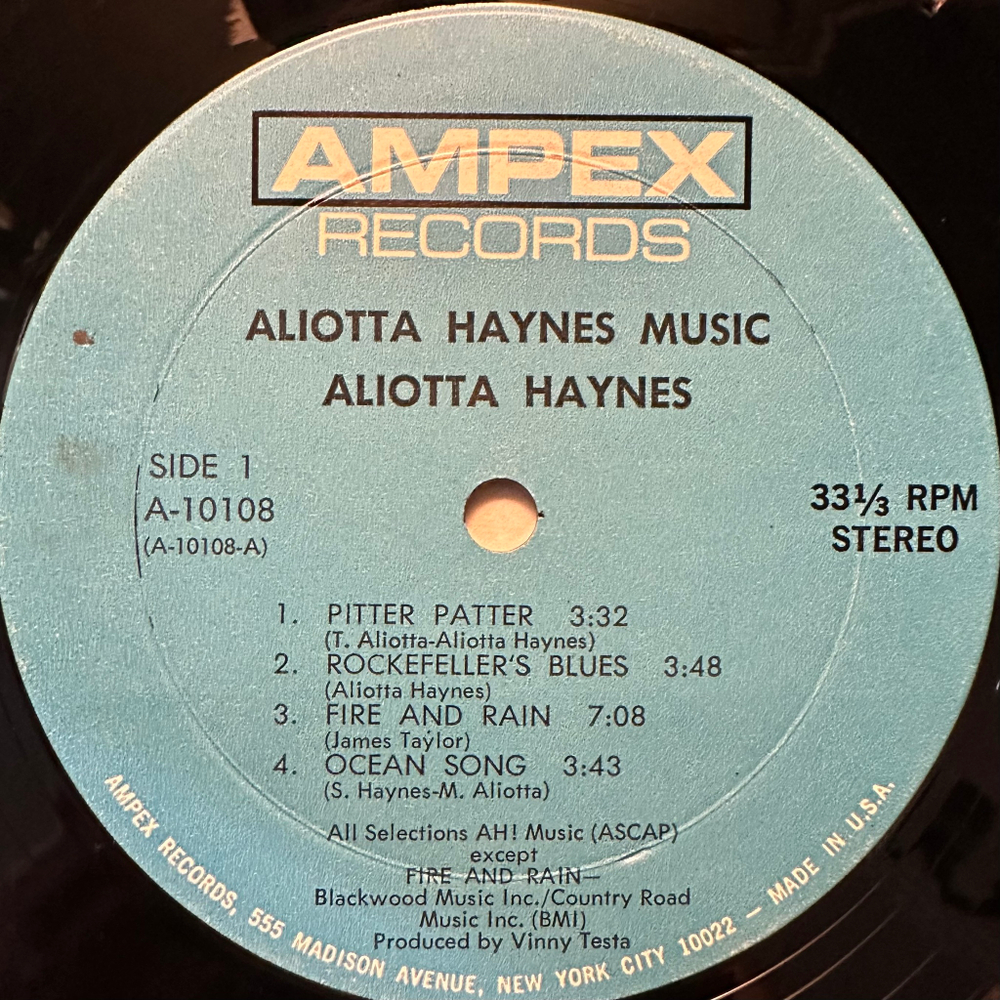 AMPEX
RECORDS
ALIOTTA HAYNES MUSIC
ALIOTTA HAYNES
SIDE 1
A-10108
(A-10108-A)
33⅓ RPM
STEREO
1. PITTER PATTER 3:32
(T. Aliotta-Aliotta Haynes)
2. ROCKEFELLER'S BLUES 3:48
(Aliotta Haynes)
3. FIRE AND RAIN 7:08
(James Taylor)
4. OCEAN SONG 3:43
(S. Haynes-M. Aliotta)
All Selections AH! Music (ASCAP)
except
FIRE AND RAIN—
Blackwood Music Inc./Country Road
Music Inc. (BMI)
Produced by Vinny Testa
AMPEX RECORDS, 555 MADISON AVENUE, NEW YORK CITY 10022 — MADE IN U.S.A.